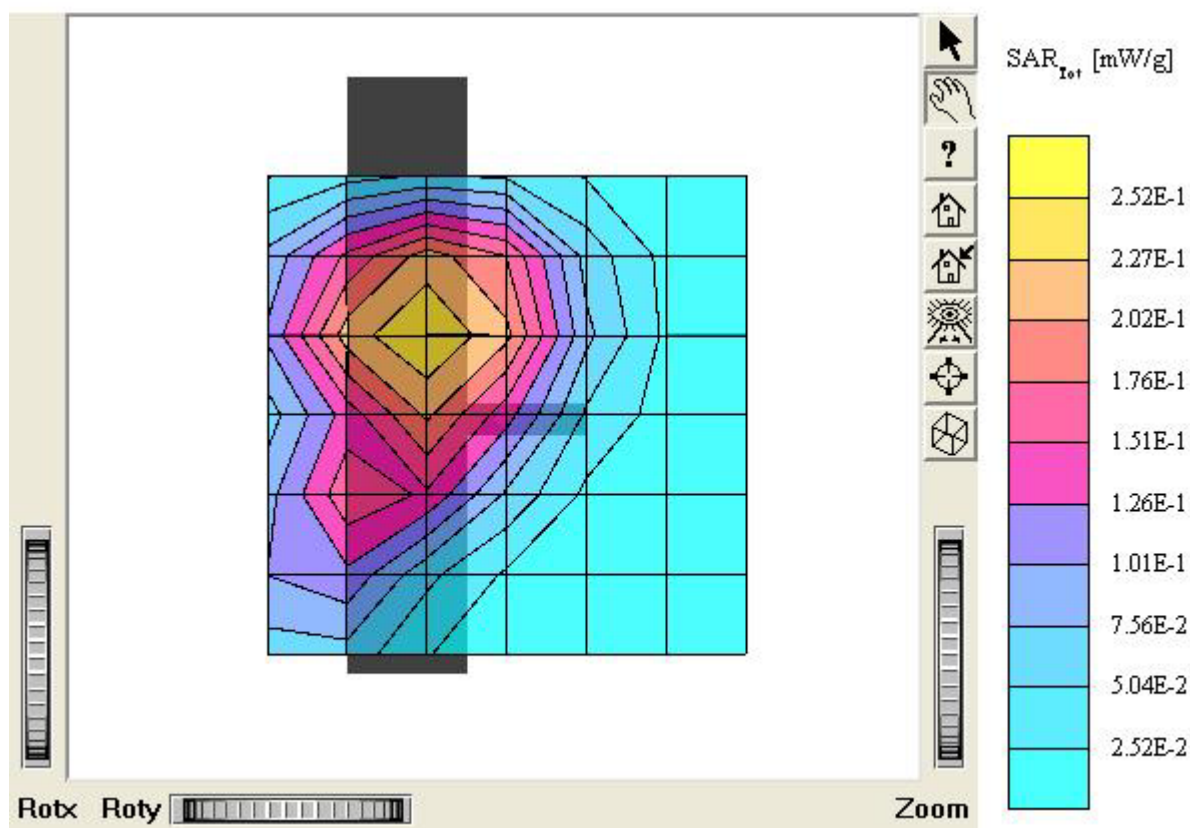 SAR_Tot [mW/g]
?
2.52E-1
2.27E-1
2.02E-1
1.76E-1
1.51E-1
1.26E-1
1.01E-1
7.56E-2
5.04E-2
2.52E-2
Rotx Roty Zoom